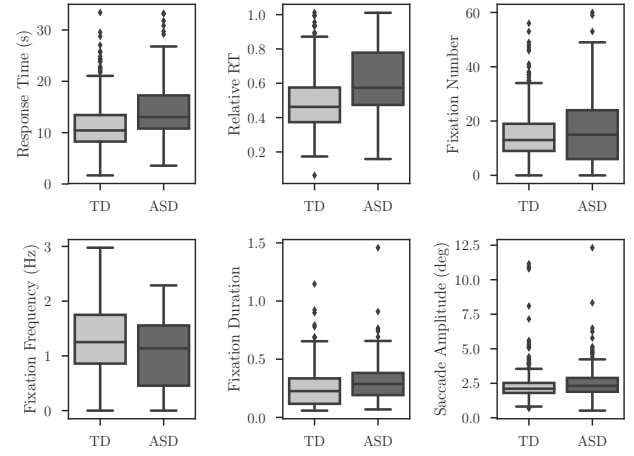 Response Time (s)
30
20
10
0
TD
ASD
Relative RT
1.0
0.8
0.6
0.4
0.2
TD
ASD
Fixation Number
60
40
20
0
TD
ASD
Fixation Frequency (Hz)
3
2
1
0
TD
ASD
Fixation Duration
1.5
1.0
0.5
0.0
TD
ASD
Saccade Amplitude (deg)
12.5
10.0
7.5
5.0
2.5
0.0
TD
ASD